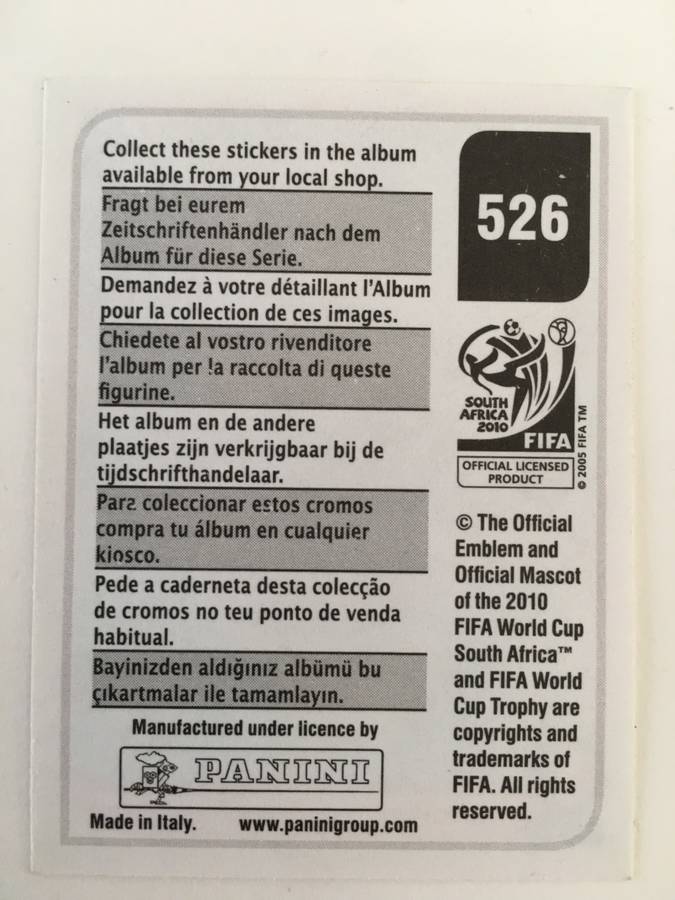 Collect these stickers in the album
available from your local shop.
Fragt bei eurem
Zeitschriftenhändler nach dem
Album für diese Serie.
Demandez à votre détaillant l'Album
pour la collection de ces images.
Chiedete al vostro rivenditore
l'album per la raccolta di queste
figurine.
Het album en de andere
plaatjes zijn verkrijgbaar bij de
tijdschrifthandelaar.
Para coleccionar estos cromos
compra tu álbum en cualquier
kiosco.
Pede a caderneta desta colecção
de cromos no teu ponto de venda
habitual.
Bayinizden aldığınız albümü bu
çıkartmalar ile tamamlayın.
Manufactured under licence by
PANINI
Made in Italy. www.paninigroup.com
526
SOUTH
AFRICA
2010
FIFA
OFFICIAL LICENSED
PRODUCT
© 2005 FIFA TM
© The Official
Emblem and
Official Mascot
of the 2010
FIFA World Cup
South Africa™
and FIFA World
Cup Trophy are
copyrights and
trademarks of
FIFA. All rights
reserved.